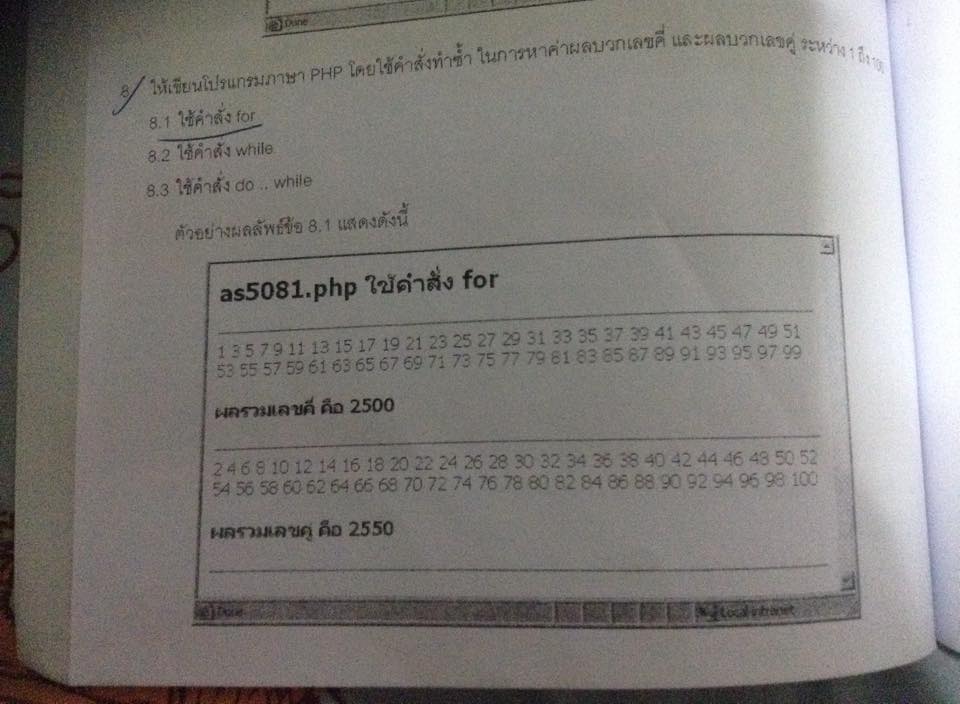 Done
8. ให้เขียนโปรแกรมภาษา PHP โดยใช้คำสั่งทำซ้ำ ในการหาค่าผลบวกเลขคี่ และผลบวกเลขคู่ ระหว่าง 1 ถึง 100
8.1 ใช้คำสั่ง for
8.2 ใช้คำสั่ง while
8.3 ใช้คำสั่ง do .. while
ตัวอย่างผลลัพธ์ข้อ 8.1 แสดงดังนี้
as5081.php ใช้คำสั่ง for
1 3 5 7 9 11 13 15 17 19 21 23 25 27 29 31 33 35 37 39 41 43 45 47 49 51
53 55 57 59 61 63 65 67 69 71 73 75 77 79 81 83 85 87 89 91 93 95 97 99
ผลรวมเลขคี่ คือ 2500
2 4 6 8 10 12 14 16 18 20 22 24 26 28 30 32 34 36 38 40 42 44 46 48 50 52
54 56 58 60 62 64 66 68 70 72 74 76 78 80 82 84 86 88 90 92 94 96 98 100
ผลรวมเลขคู่ คือ 2550
Done Local intranet